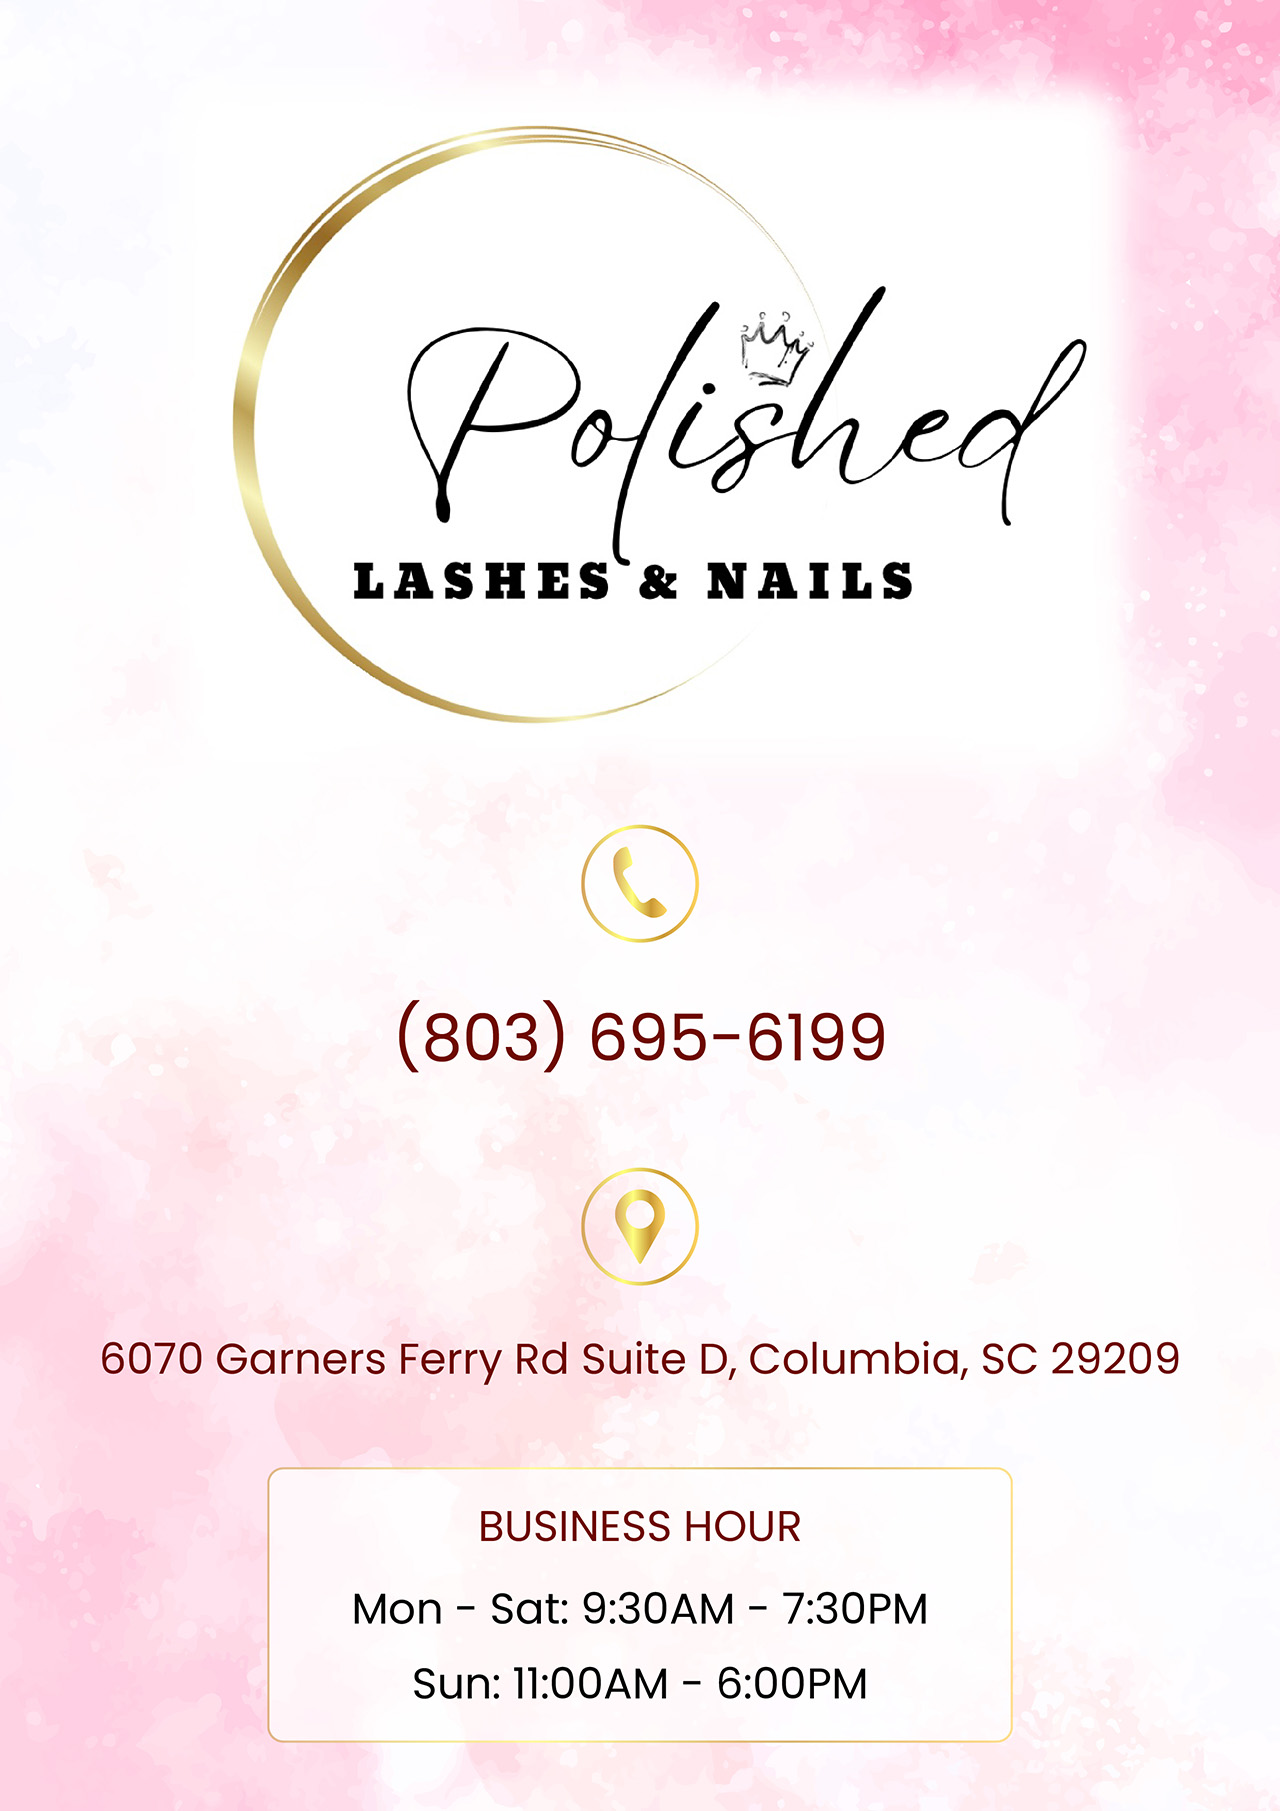 Polished
LASHES & NAILS
(803) 695-6199
6070 Garners Ferry Rd Suite D, Columbia, SC 29209
BUSINESS HOUR
Mon - Sat: 9:30AM - 7:30PM
Sun: 11:00AM - 6:00PM